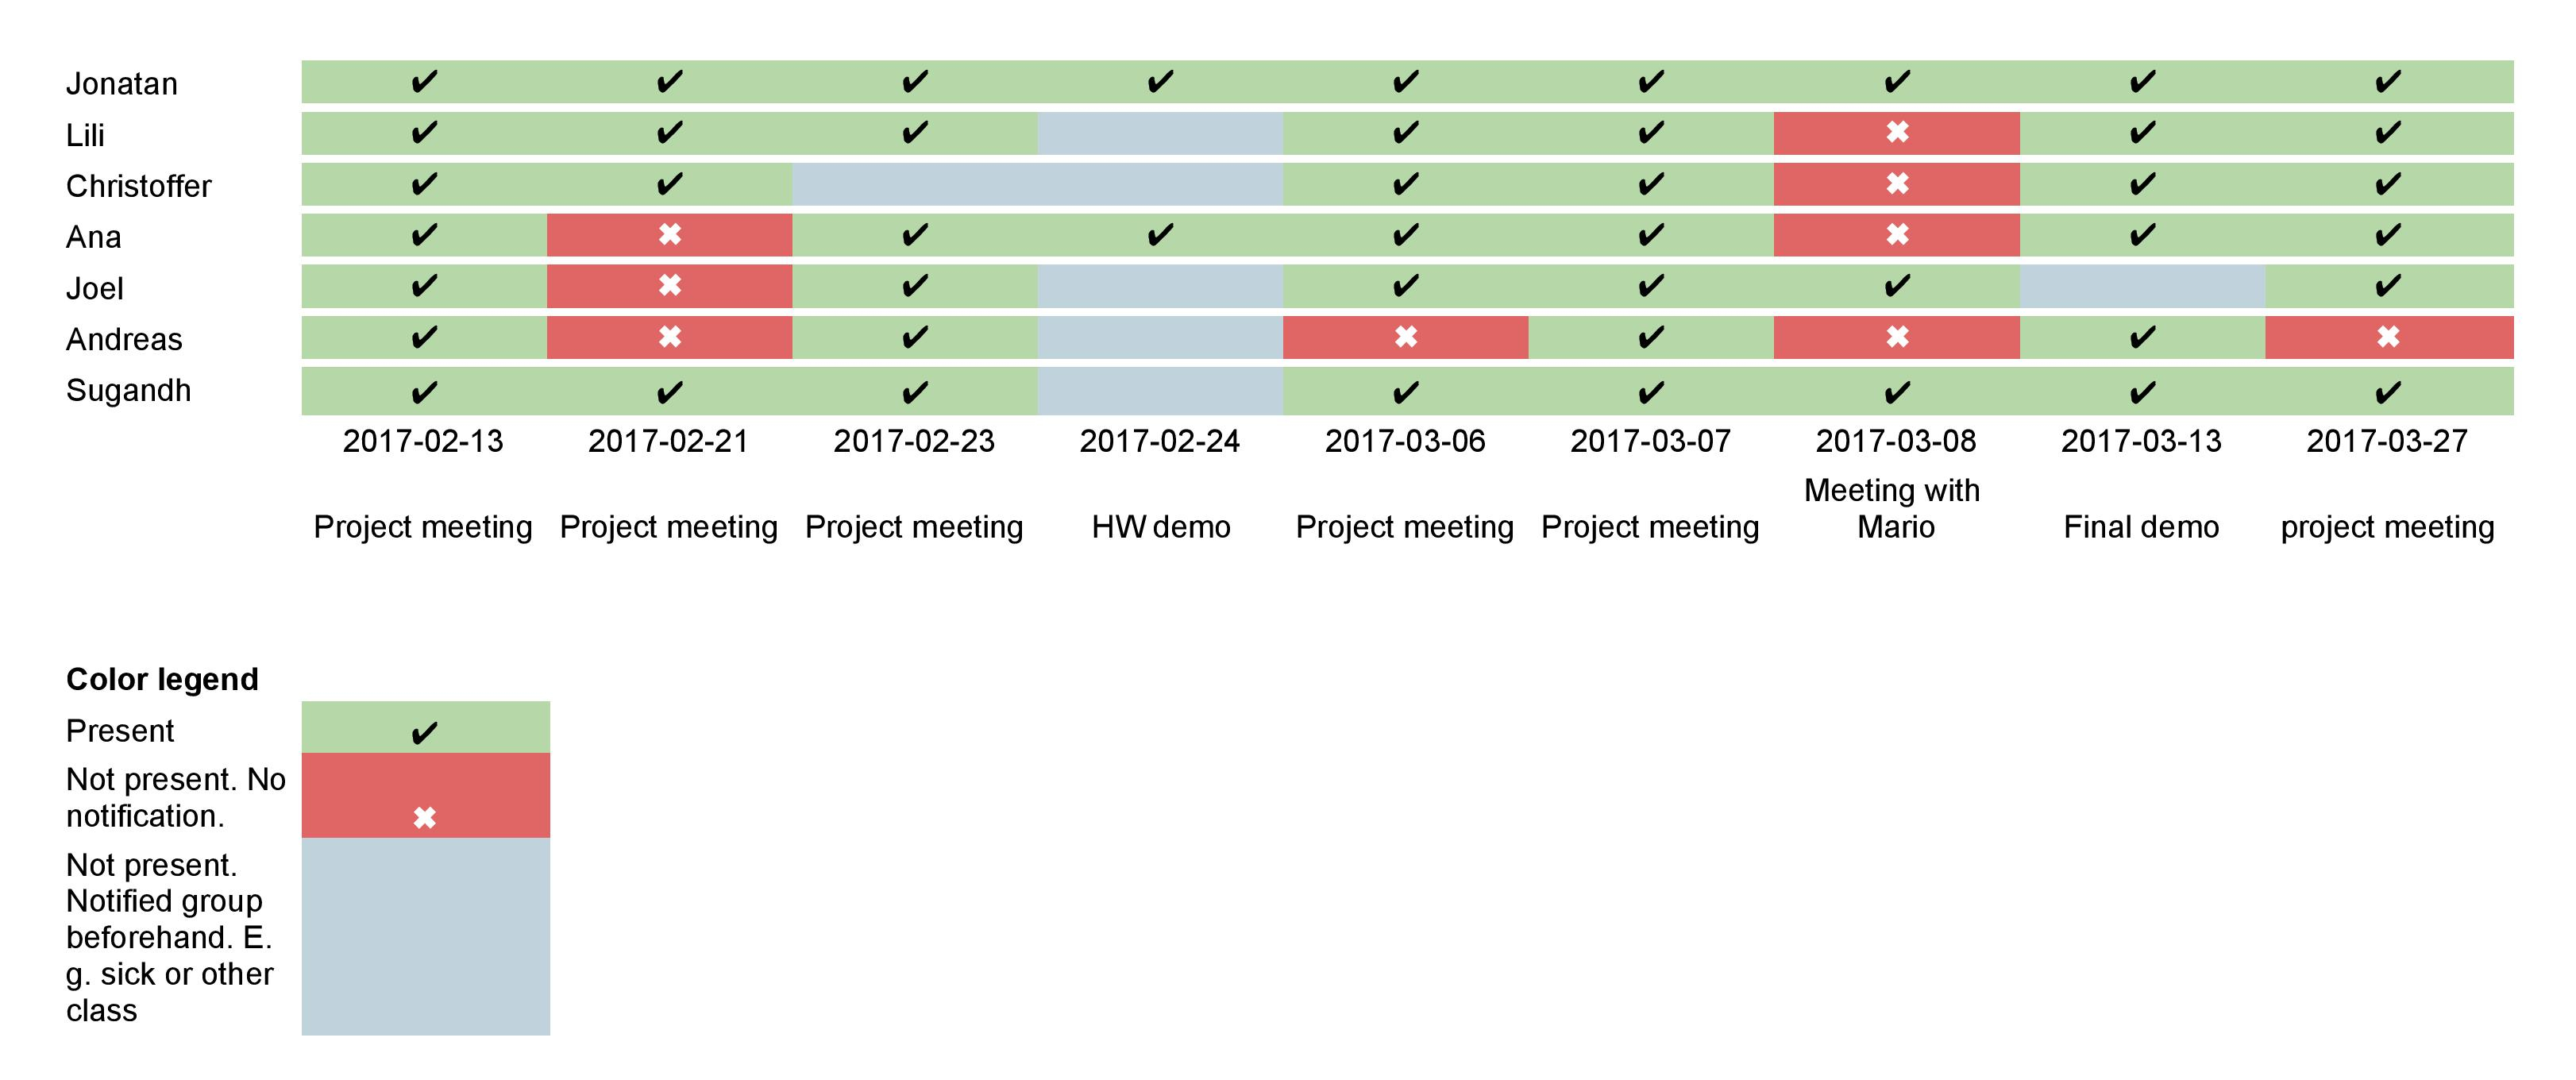 Jonatan ✔ ✔ ✔ ✔ ✔ ✔ ✔ ✔ ✔
Lili ✔ ✔ ✔ ✔ ✔ ✖ ✔ ✔
Christoffer ✔ ✔ ✔ ✔ ✖ ✔ ✔
Ana ✔ ✖ ✔ ✔ ✔ ✔ ✖ ✔ ✔
Joel ✔ ✖ ✔ ✔ ✔ ✔ ✔
Andreas ✔ ✖ ✔ ✖ ✔ ✖ ✔ ✖
Sugandh ✔ ✔ ✔ ✔ ✔ ✔ ✔ ✔
2017-02-13 2017-02-21 2017-02-23 2017-02-24 2017-03-06 2017-03-07 2017-03-08 2017-03-13 2017-03-27
Meeting with
Project meeting Project meeting Project meeting HW demo Project meeting Project meeting Mario Final demo project meeting
Color legend
Present ✔
Not present. No
notification. ✖
Not present.
Notified group
beforehand. E.
g. sick or other
class